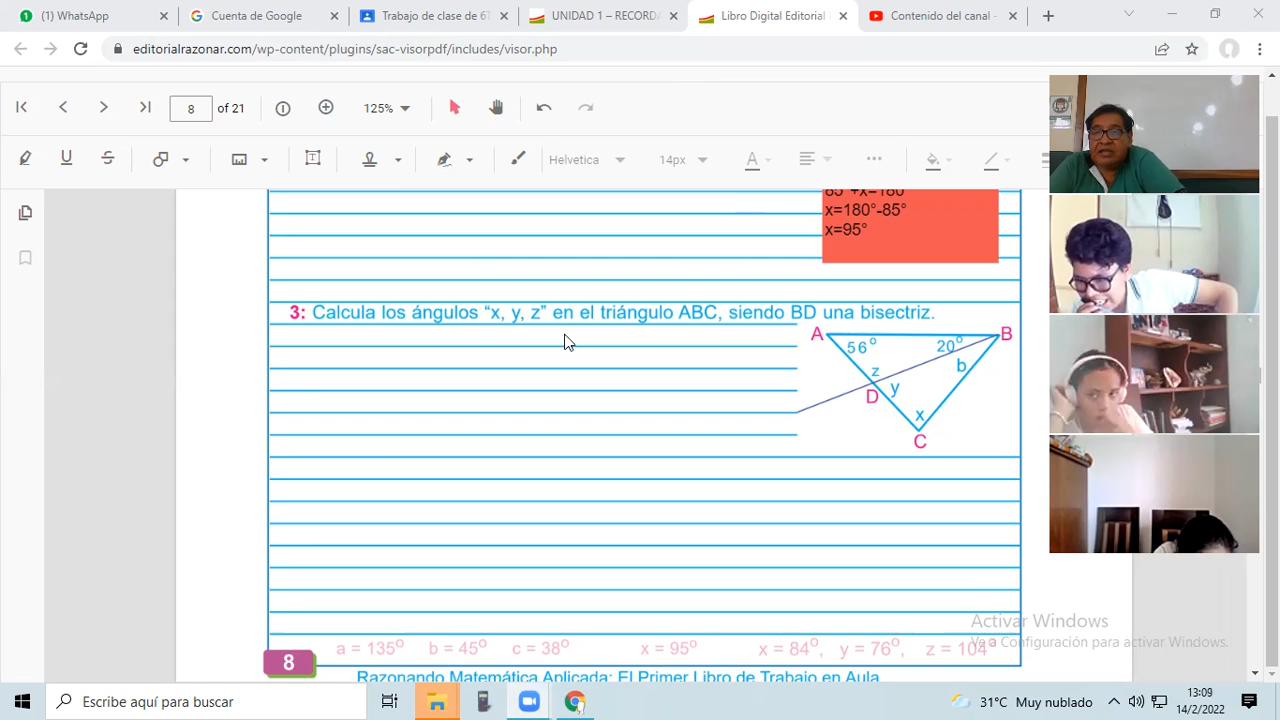 (1) WhatsApp
Cuenta de Google
Trabajo de clase de 6T
UNIDAD 1 – RECORDA
Libro Digital Editorial
Contenido del canal -
editorialrazonar.com/wp-content/plugins/sac-visorpdf/includes/visor.php
8 of 21
125%
Helvetica
14px
A
85°+x=180°
x=180°-85°
x=95°
3: Calcula los ángulos “x, y, z” en el triángulo ABC, siendo BD una bisectriz.
A
B
56°
20°
b
z
y
D
x
C
Activar Windows
Ve a Configuración para activar Windows.
a = 135° b = 45° c = 38° x = 95° x = 84°, y = 76°, z = 104°
8
Razonando Matemática Aplicada: El Primer Libro de Trabajo en Aula
Escribe aquí para buscar
31°C Muy nublado
13:09
14/2/2022